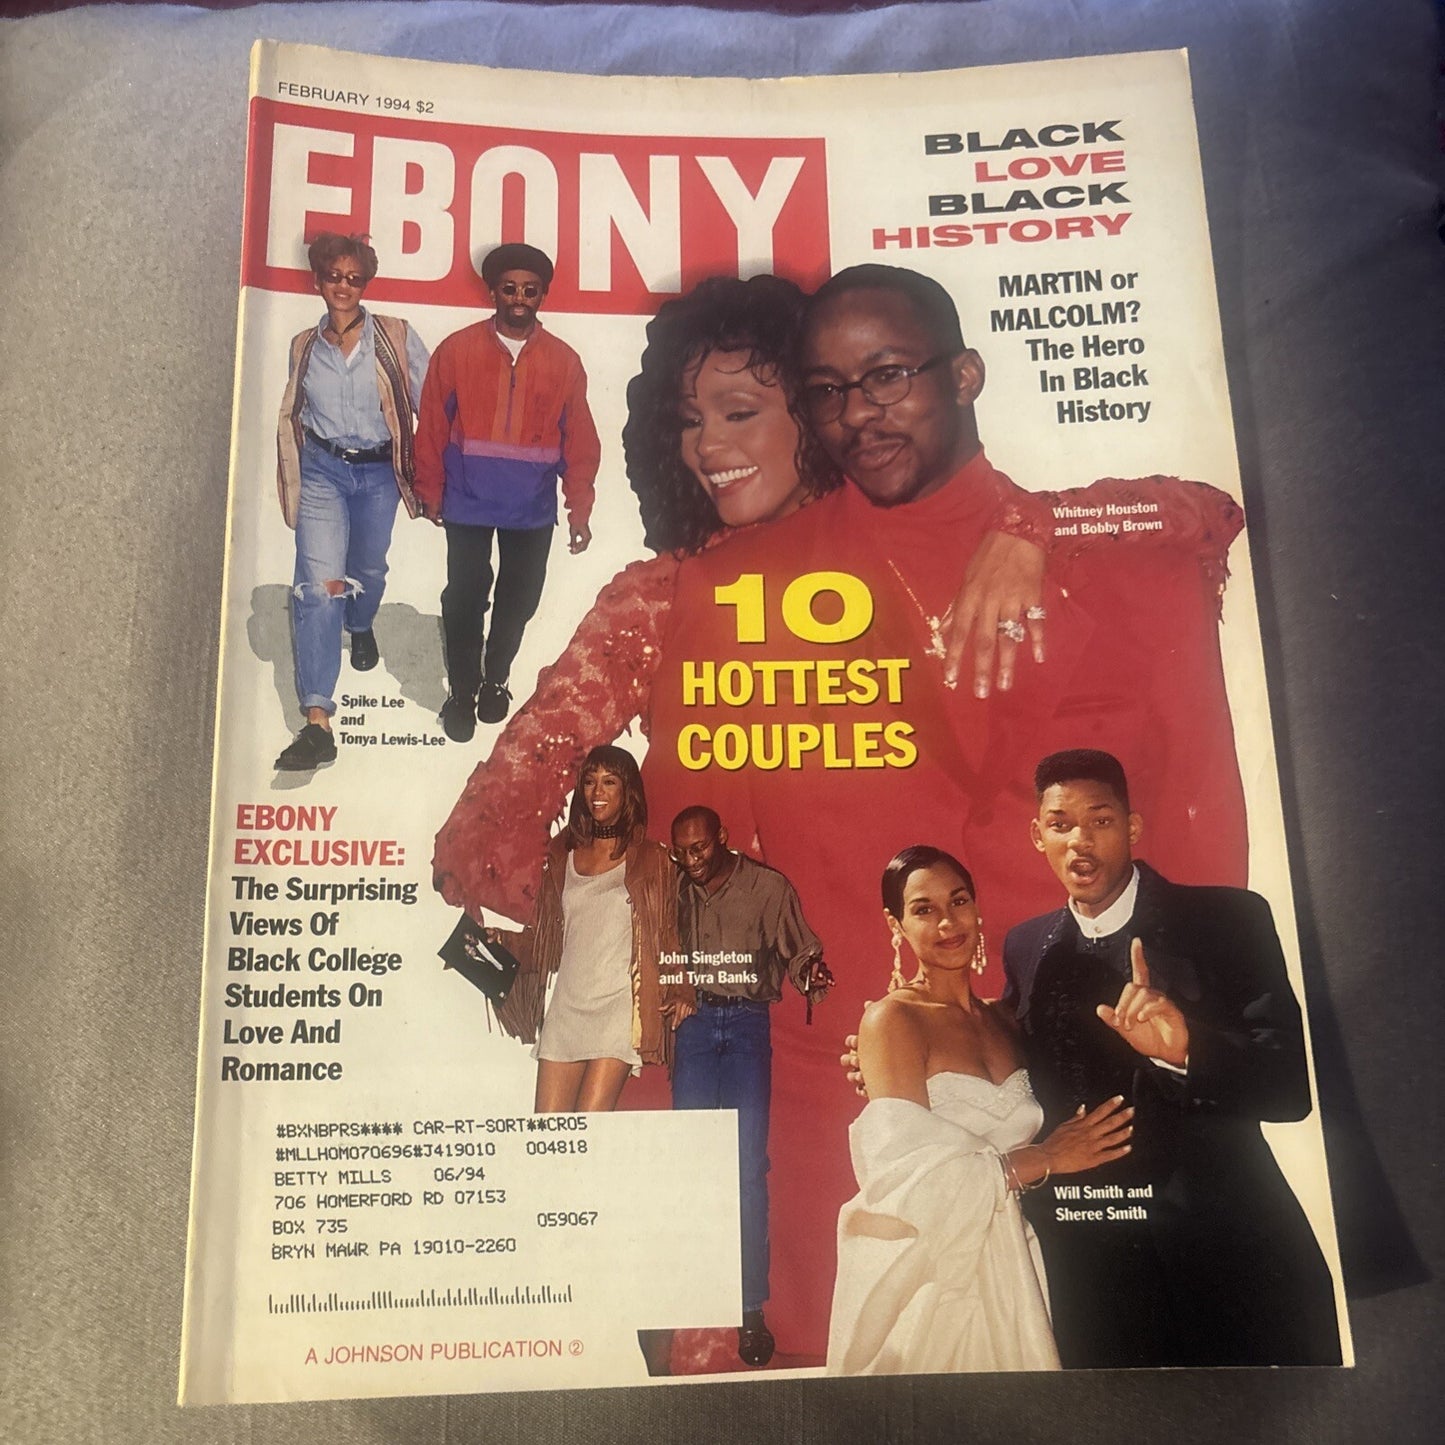 FEBRUARY 1994 $2
EBONY
BLACK
LOVE
BLACK
HISTORY
MARTIN or
MALCOLM?
The Hero
In Black
History
Whitney Houston
and Bobby Brown
10
HOTTEST
COUPLES
Spike Lee
and
Tonya Lewis-Lee
EBONY
EXCLUSIVE:
The Surprising
Views Of
Black College
Students On
Love And
Romance
John Singleton
and Tyra Banks
Will Smith and
Sheree Smith
#BXNBPRS**** CAR-RT-SORT**CR05
#MLLHOM070696#J419010 004818
BETTY MILLS 06/94
706 HOMERFORD RD 07153
BOX 735 059067
BRYN MAWR PA 19010-2260
A JOHNSON PUBLICATION ②